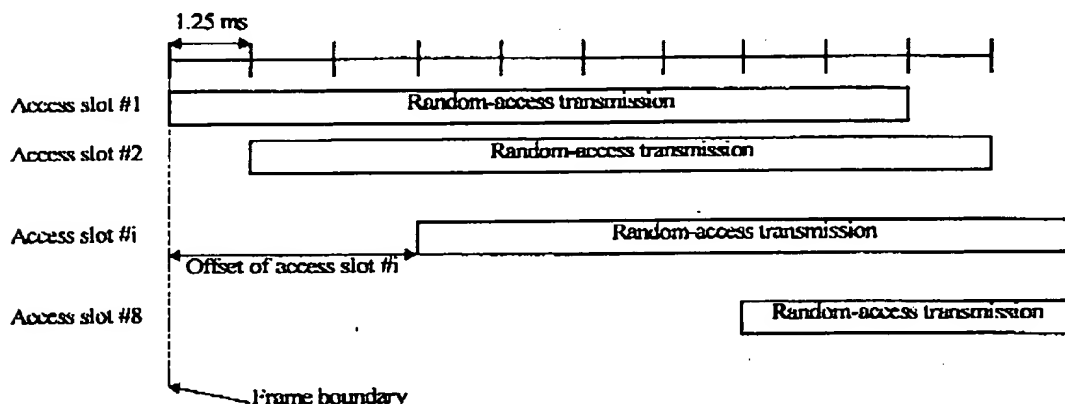 1.25 ms
Access slot #1
Random-access transmission
Access slot #2
Random-access transmission
Access slot #i
Random-access transmission
Offset of access slot #i
Access slot #8
Random-access transmission
Frame boundary